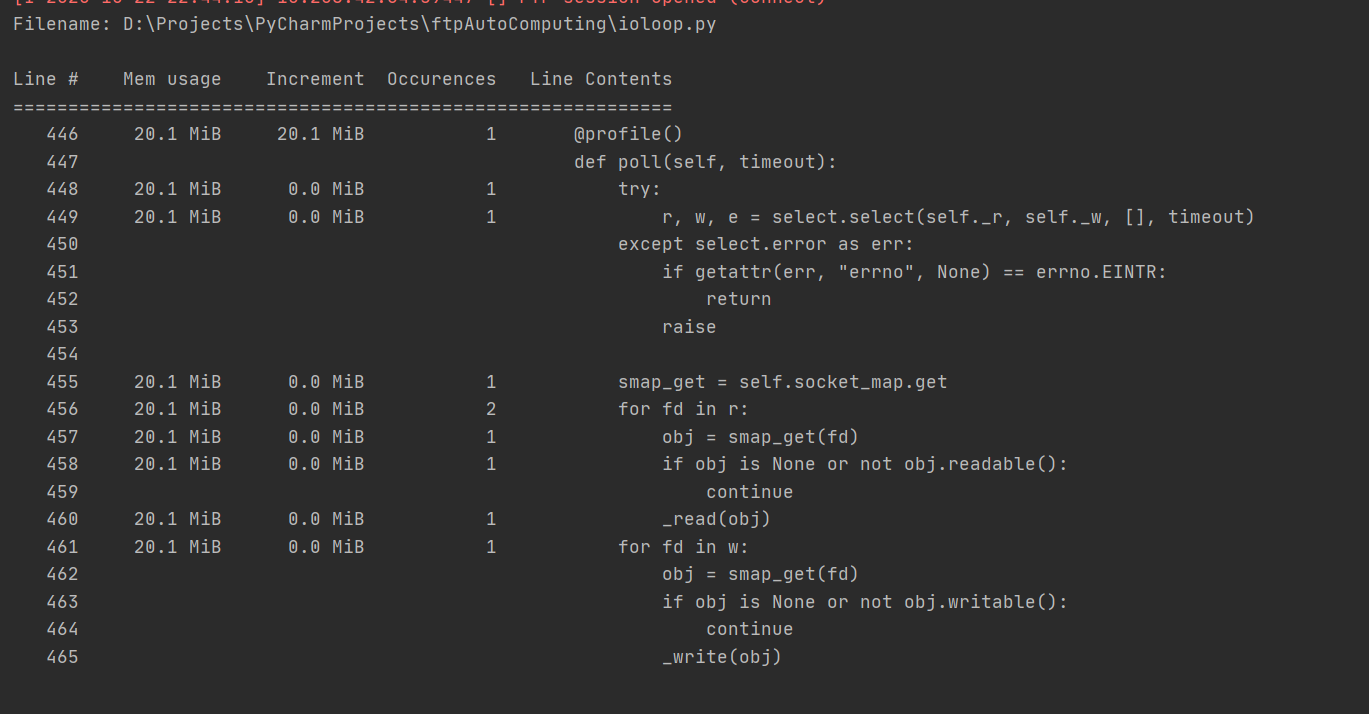 Filename: D:\Projects\PyCharmProjects\ftpAutoComputing\ioloop.py
Line #    Mem usage    Increment  Occurences   Line Contents
============================================================
   446     20.1 MiB     20.1 MiB           1       @profile()
   447                                             def poll(self, timeout):
   448     20.1 MiB      0.0 MiB           1           try:
   449     20.1 MiB      0.0 MiB           1               r, w, e = select.select(self._r, self._w, [], timeout)
   450                                                 except select.error as err:
   451                                                     if getattr(err, "errno", None) == errno.EINTR:
   452                                                         return
   453                                                     raise
   454
   455     20.1 MiB      0.0 MiB           1           smap_get = self.socket_map.get
   456     20.1 MiB      0.0 MiB           2           for fd in r:
   457     20.1 MiB      0.0 MiB           1               obj = smap_get(fd)
   458     20.1 MiB      0.0 MiB           1               if obj is None or not obj.readable():
   459                                                         continue
   460     20.1 MiB      0.0 MiB           1               _read(obj)
   461     20.1 MiB      0.0 MiB           1           for fd in w:
   462                                                     obj = smap_get(fd)
   463                                                     if obj is None or not obj.writable():
   464                                                         continue
   465                                                     _write(obj)